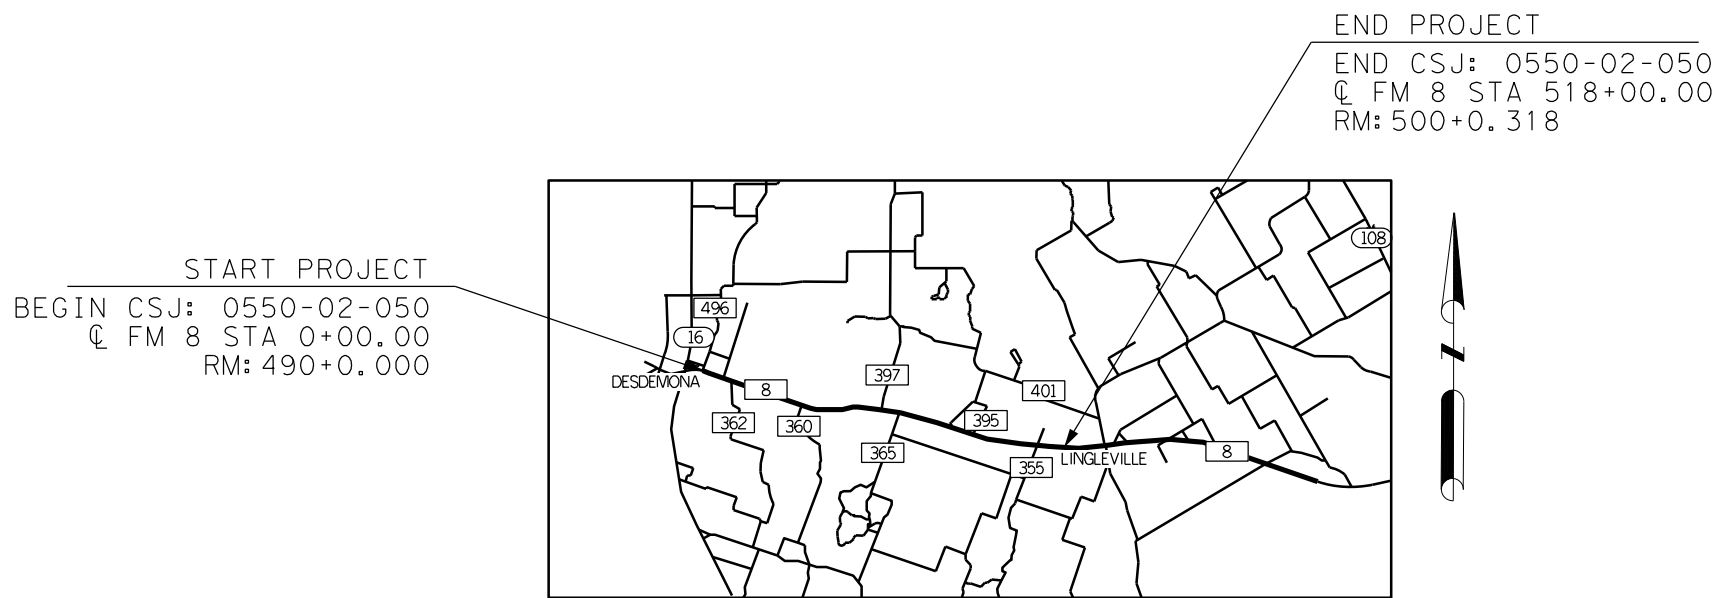 END PROJECT
END CSJ: 0550-02-050
℄ FM 8 STA 518+00.00
RM: 500+0.318
START PROJECT
BEGIN CSJ: 0550-02-050
℄ FM 8 STA 0+00.00
RM: 490+0.000
108
496
16
DESDEMONA
8
397
401
362
360
395
365
355
LINGLEVILLE
8
N